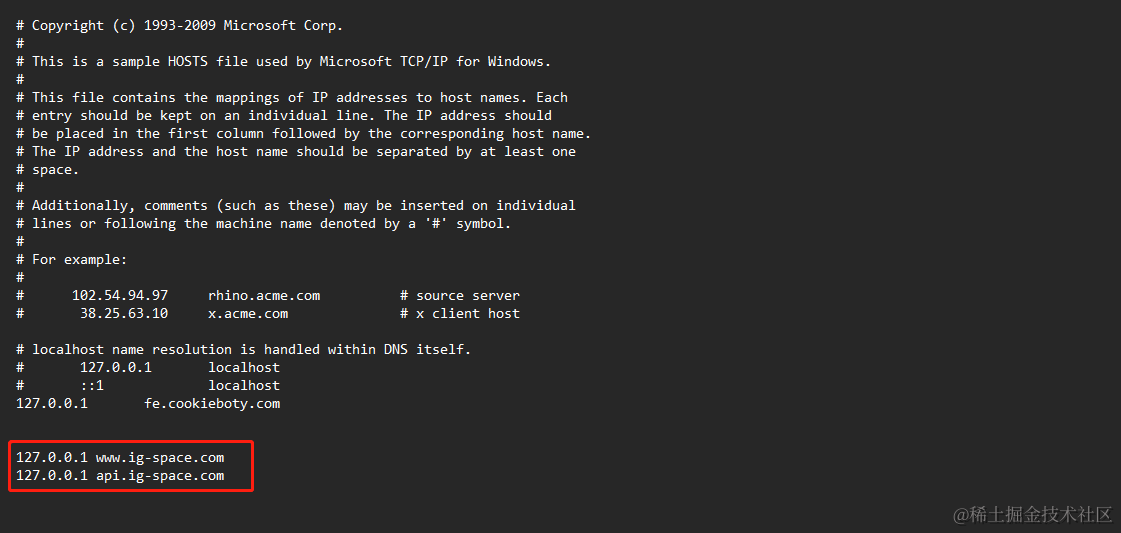 # Copyright (c) 1993-2009 Microsoft Corp.
#
# This is a sample HOSTS file used by Microsoft TCP/IP for Windows.
#
# This file contains the mappings of IP addresses to host names. Each
# entry should be kept on an individual line. The IP address should
# be placed in the first column followed by the corresponding host name.
# The IP address and the host name should be separated by at least one
# space.
#
# Additionally, comments (such as these) may be inserted on individual
# lines or following the machine name denoted by a '#' symbol.
#
# For example:
#
#      102.54.94.97     rhino.acme.com          # source server
#       38.25.63.10     x.acme.com              # x client host
# localhost name resolution is handled within DNS itself.
#       127.0.0.1       localhost
#       ::1             localhost
127.0.0.1       fe.cookieboty.com
127.0.0.1 www.ig-space.com
127.0.0.1 api.ig-space.com
@稀土掘金技术社区